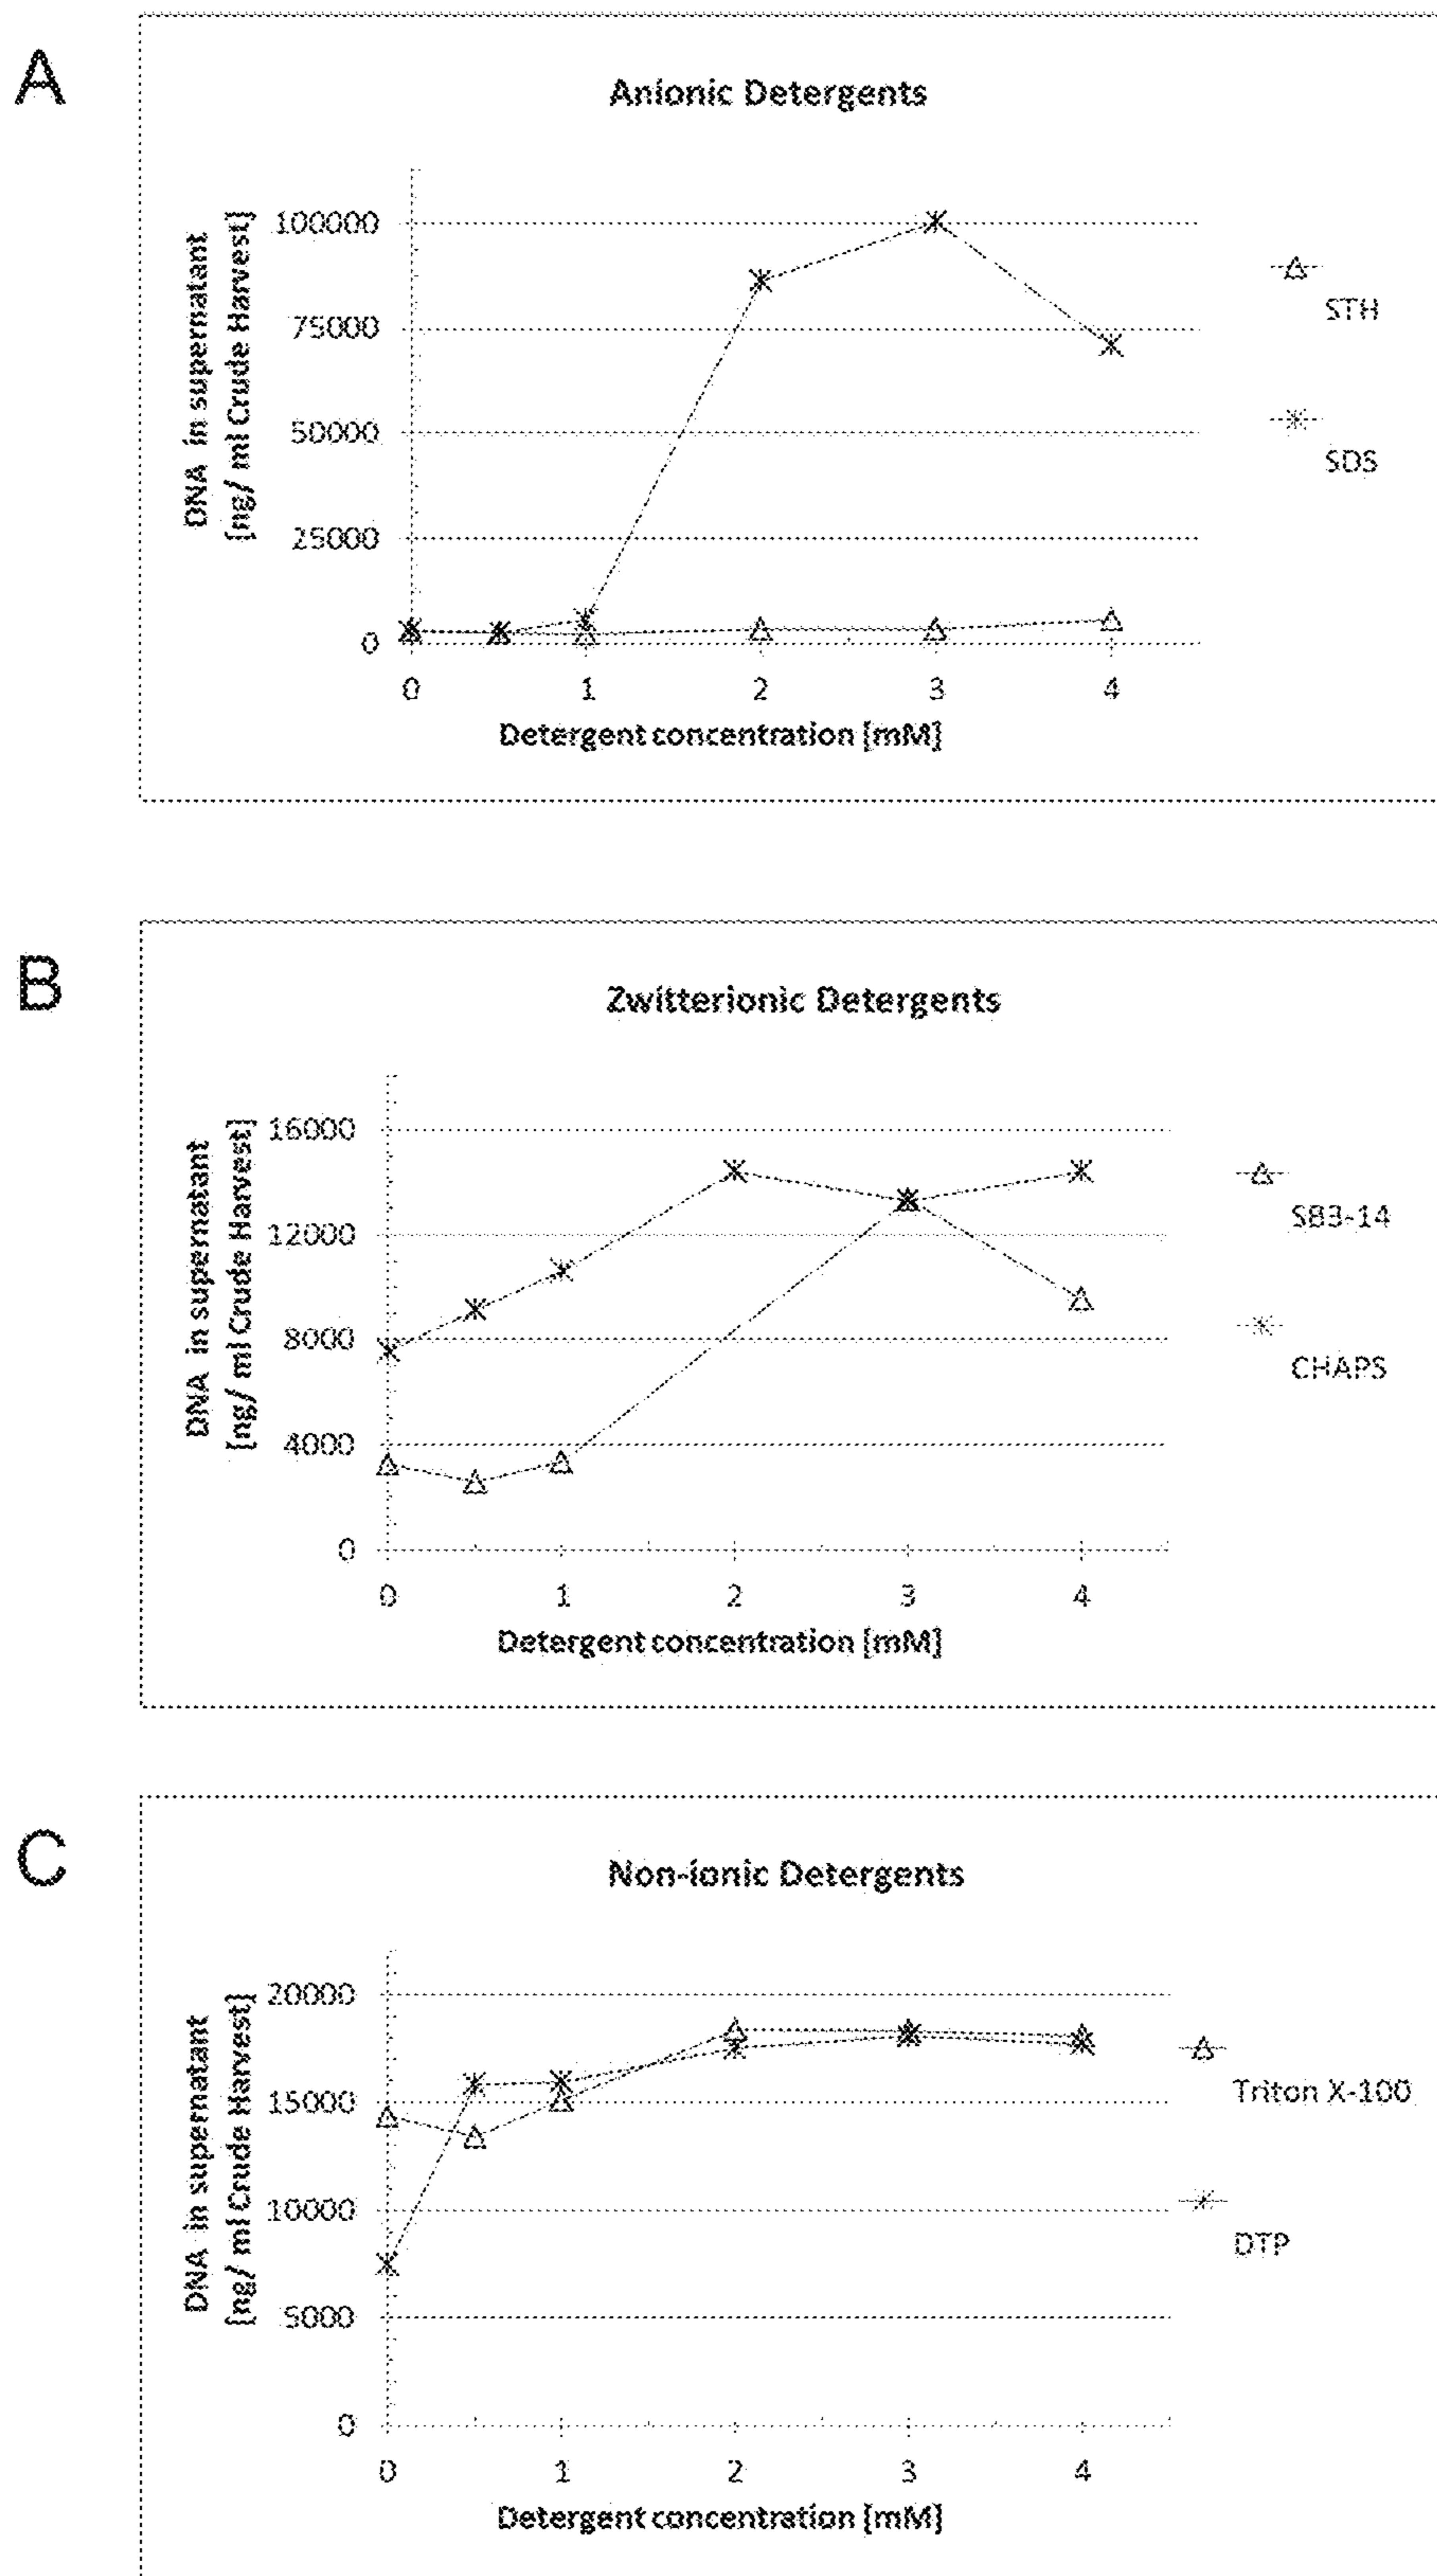 A
Anionic Detergents
DNA in supernatant
[ng/ ml Crude Harvest]
100000
75000
50000
25000
0
0 1 2 3 4
Detergent concentration [mM]
STH
SDS
B
Zwitterionic Detergents
DNA in supernatant
[ng/ ml Crude Harvest]
16000
12000
8000
4000
0
0 1 2 3 4
Detergent concentration [mM]
SB3-14
CHAPS
C
Non-ionic Detergents
DNA in supernatant
[ng/ ml Crude Harvest]
20000
15000
10000
5000
0
0 1 2 3 4
Detergent concentration [mM]
Triton X-100
DTP